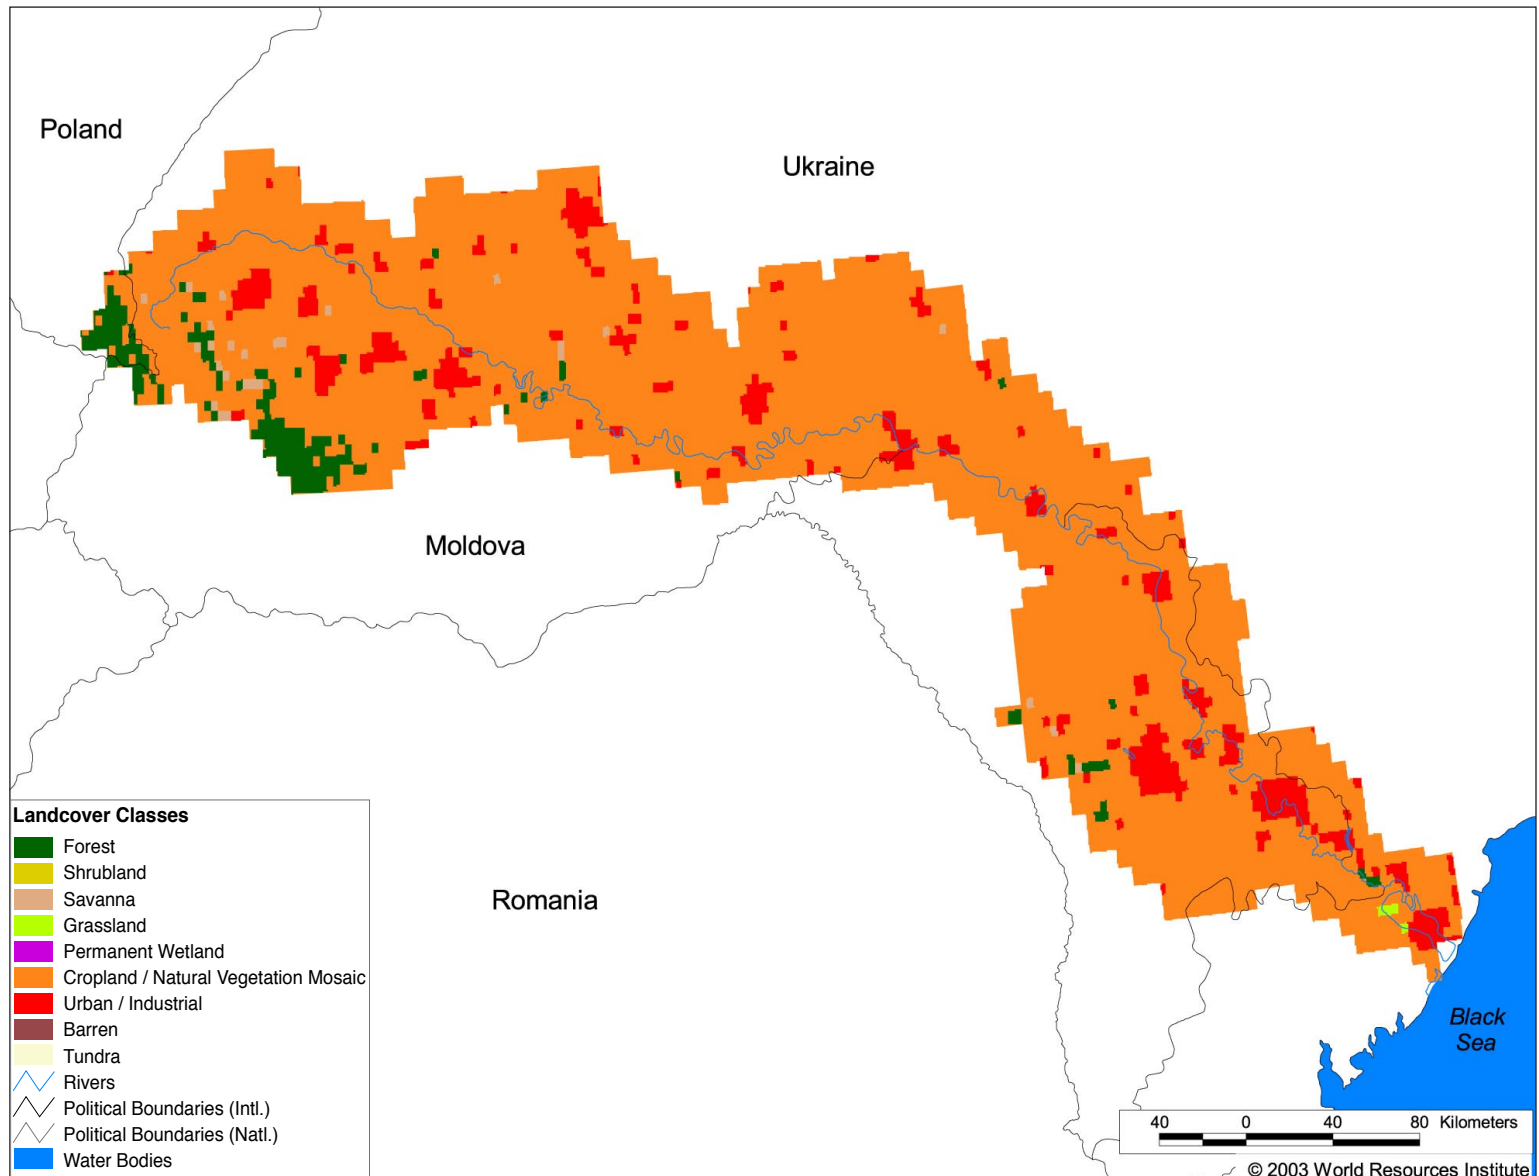 Poland
Ukraine
Moldova
Romania
Black
Sea
Landcover Classes
Forest
Shrubland
Savanna
Grassland
Permanent Wetland
Cropland / Natural Vegetation Mosaic
Urban / Industrial
Barren
Tundra
Rivers
Political Boundaries (Intl.)
Political Boundaries (Natl.)
Water Bodies
40 0 40 80 Kilometers
© 2003 World Resources Institute